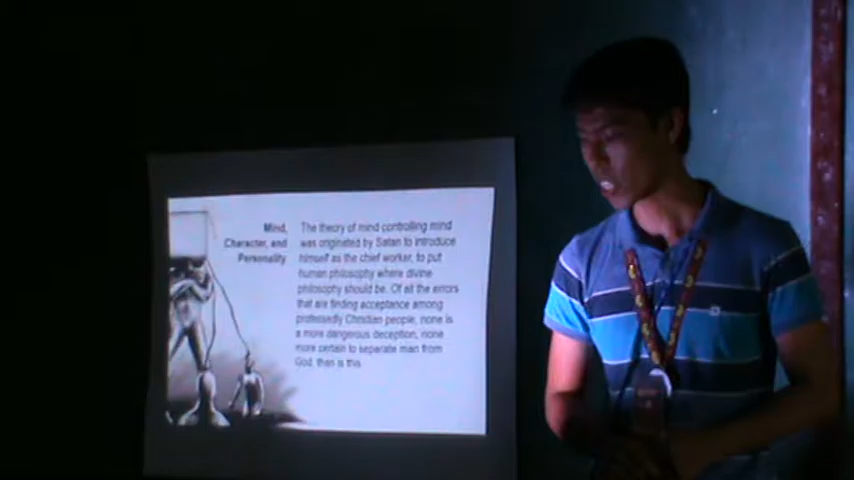 Mind,
Character, and
Personality
The theory of mind controlling mind
was originated by Satan to introduce
himself as the chief worker, to put
human philosophy where divine
philosophy should be. Of all the errors
that are finding acceptance among
professedly Christian people, none is
a more dangerous deception, none
more certain to separate man from
God, then is this